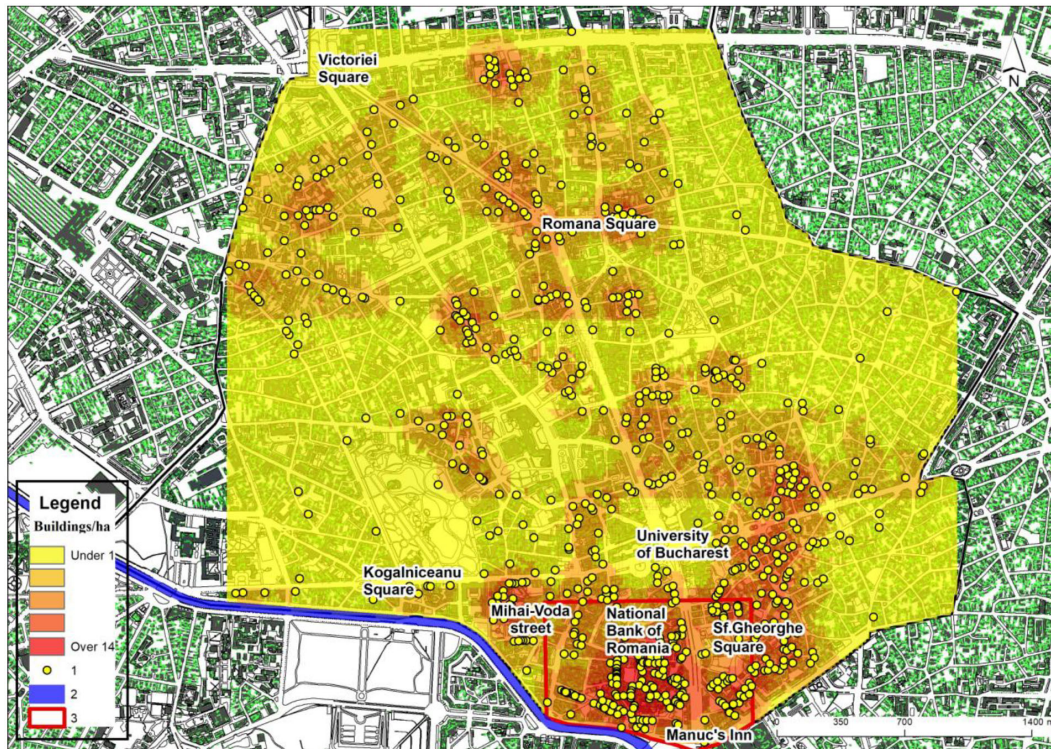 Victoriei
Square
N
Romana Square
University
of Bucharest
Kogalniceanu
Square
Mihai-Voda
street
National
Bank of
Romania
Sf.Gheorghe
Square
Manuc's Inn
Legend
Buildings/ha
Under 1
Over 14
1
2
3
0 350 700 1400 m